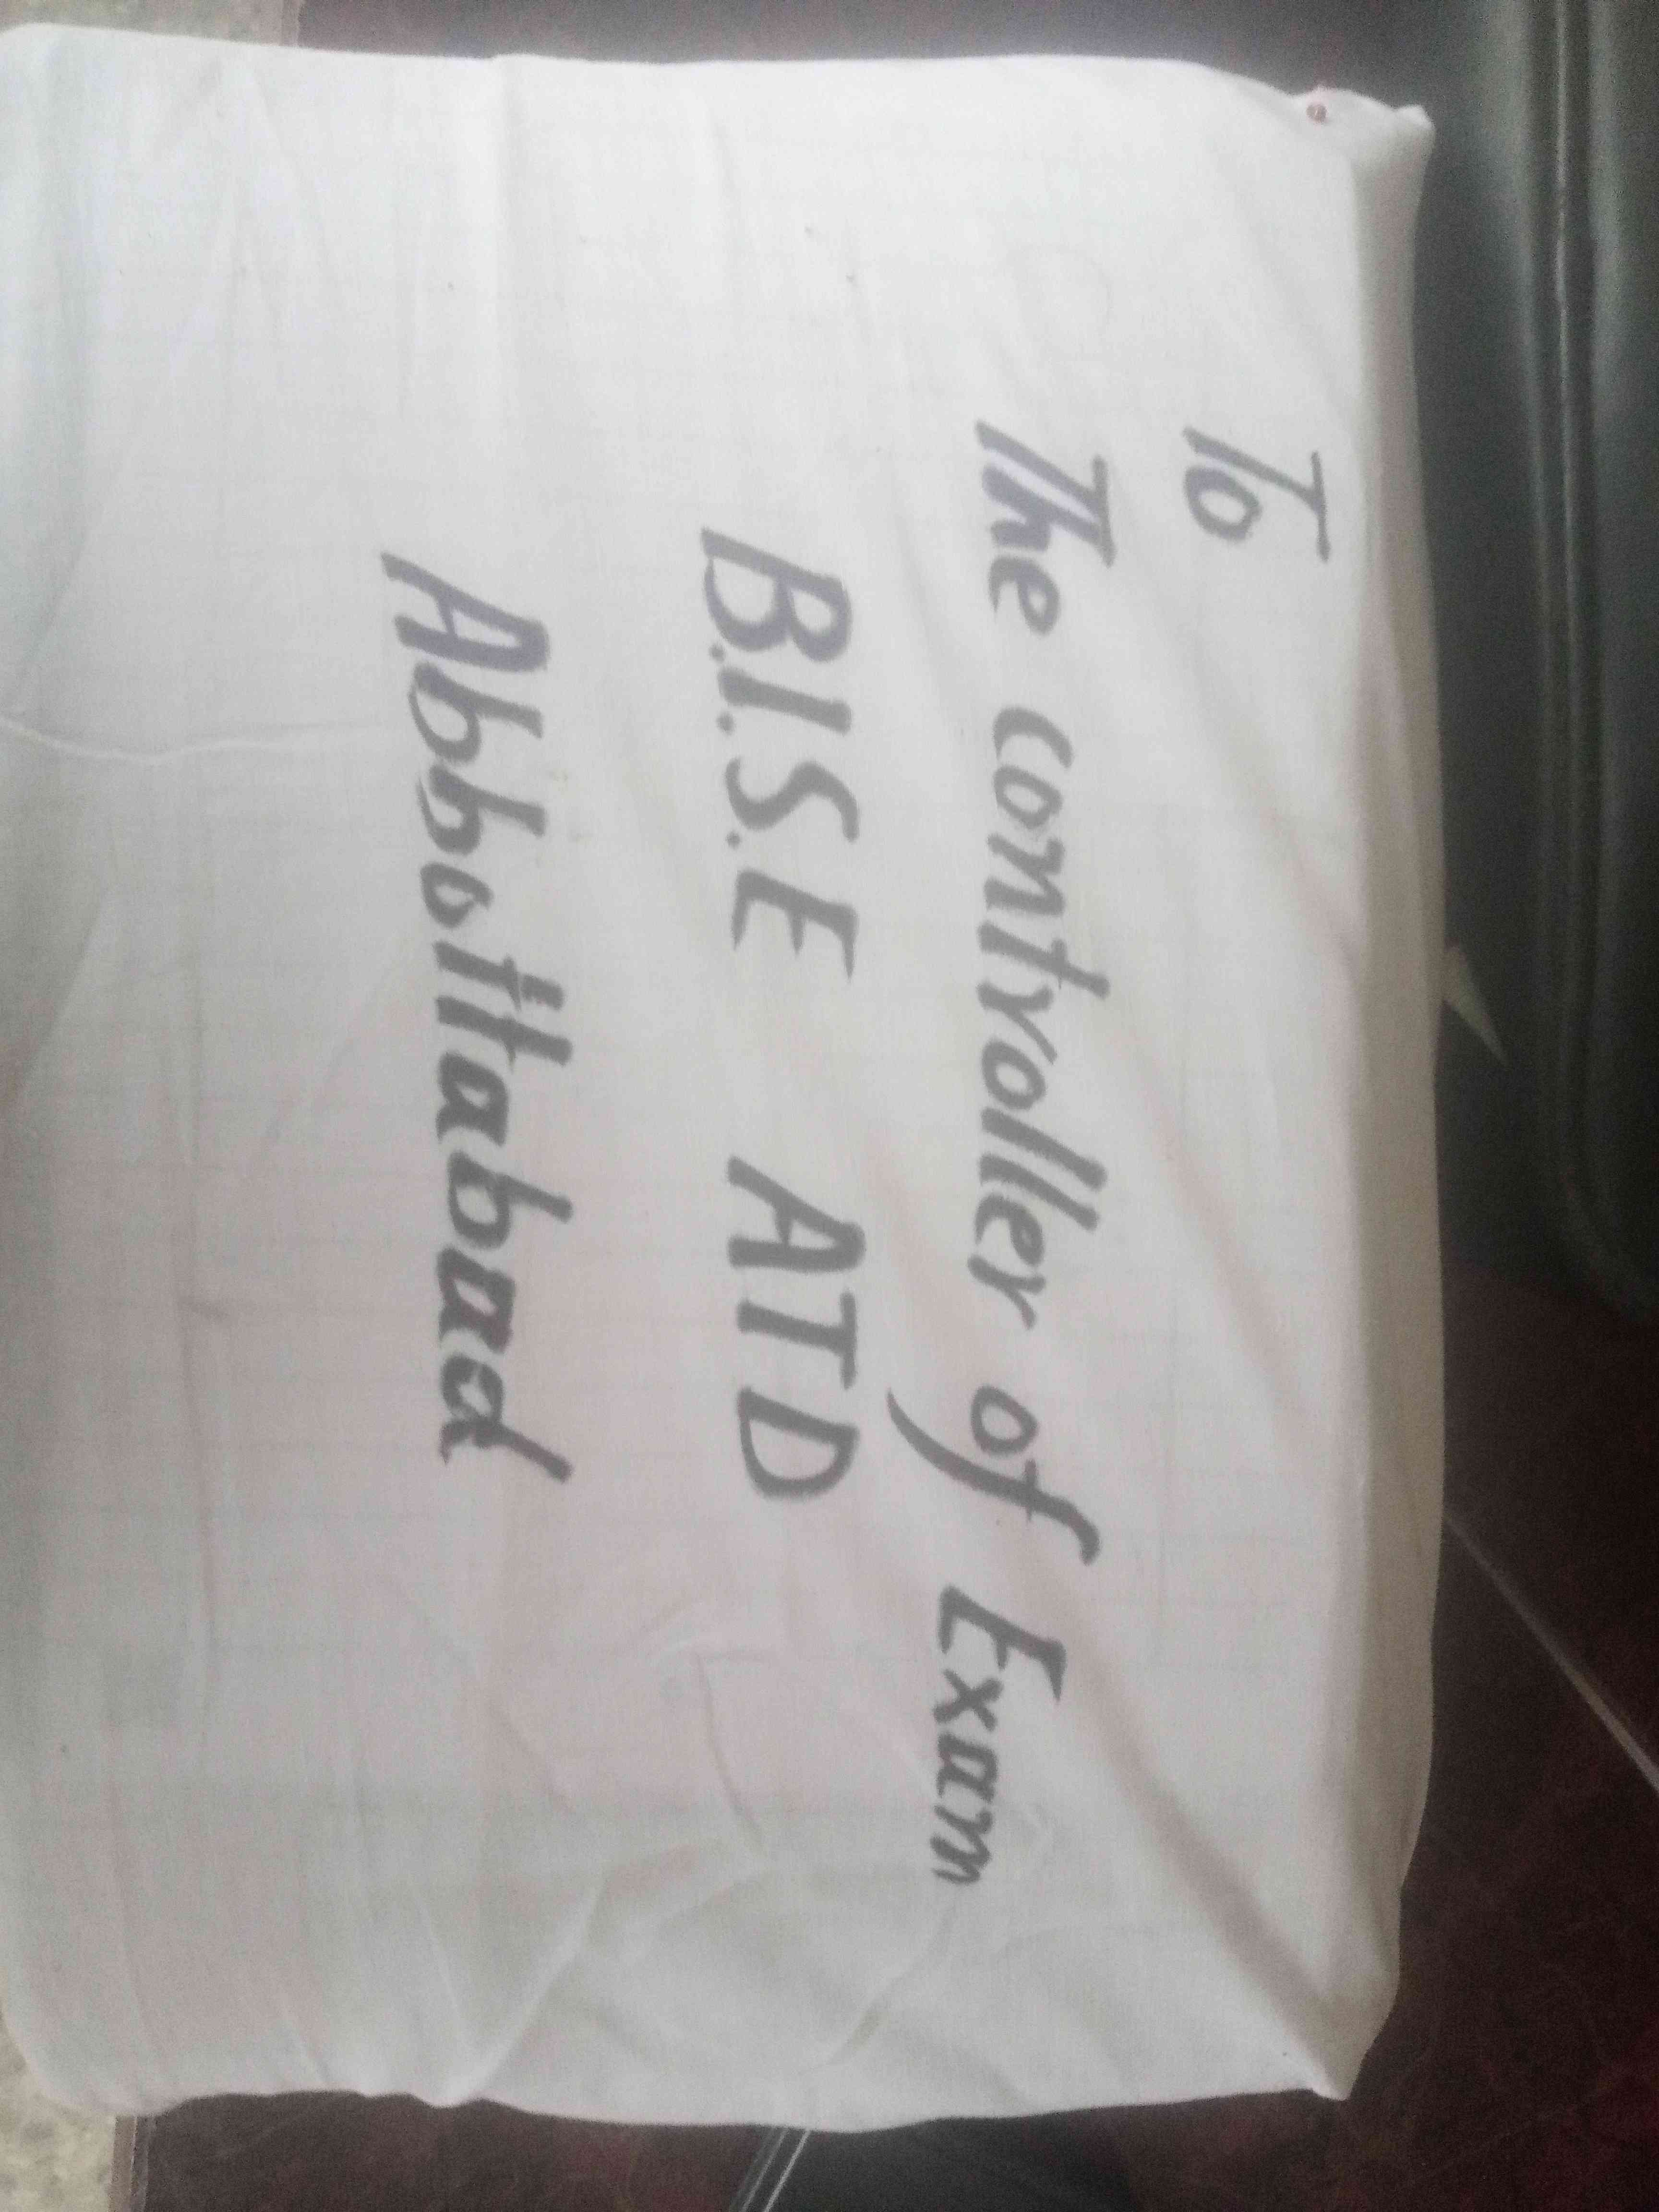 To
The controller of Exam
B.I.S.E ATD
Abbottabad